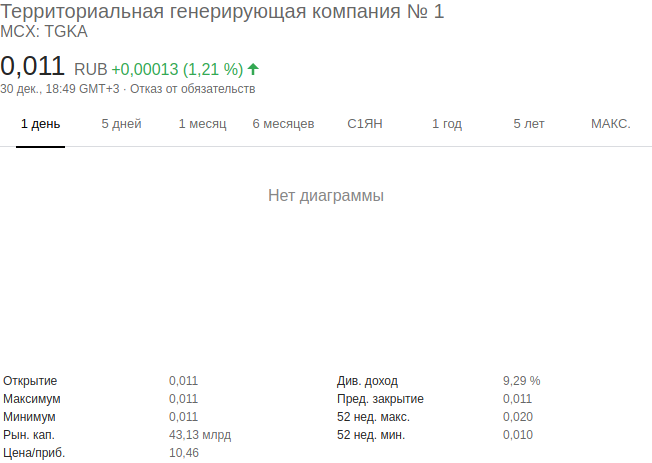 Территориальная генерирующая компания № 1
MCX: TGKA
0,011 RUB +0,00013 (1,21 %)
30 дек., 18:49 GMT+3 · Отказ от обязательств
1 день 5 дней 1 месяц 6 месяцев С1ЯН 1 год 5 лет МАКС.
Нет диаграммы
Открытие 0,011 Див. доход 9,29 %
Максимум 0,011 Пред. закрытие 0,011
Минимум 0,011 52 нед. макс. 0,020
Рын. кап. 43,13 млрд 52 нед. мин. 0,010
Цена/приб. 10,46